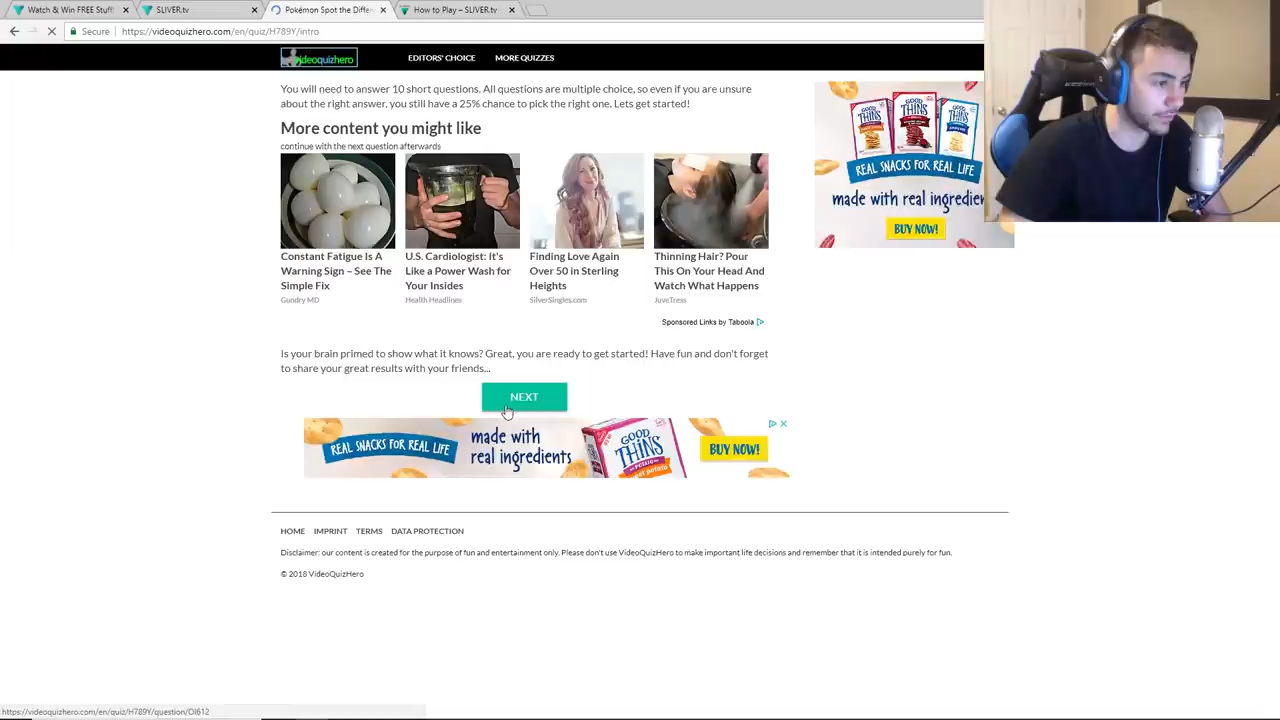 Watch & Win FREE Stuff!
SLIVER.tv
Pokémon Spot the Differ
How to Play – SLIVER.tv
Secure
https://videoquizhero.com/en/quiz/H789Y/intro
videoquizhero
EDITORS' CHOICE
MORE QUIZZES
You will need to answer 10 short questions. All questions are multiple choice, so even if you are unsure
about the right answer, you still have a 25% chance to pick the right one. Lets get started!
More content you might like
continue with the next question afterwards
Constant Fatigue Is A
Warning Sign – See The
Simple Fix
Gundry MD
U.S. Cardiologist: It's
Like a Power Wash for
Your Insides
Health Headlines
Finding Love Again
Over 50 in Sterling
Heights
SilverSingles.com
Thinning Hair? Pour
This On Your Head And
Watch What Happens
JuveTress
Sponsored Links by Taboola
GOOD THINS
GOOD THINS
GOOD THINS
REAL SNACKS FOR REAL LIFE
made with real ingredien
BUY NOW!
Is your brain primed to show what it knows? Great, you are ready to get started! Have fun and don't forget
to share your great results with your friends...
NEXT
REAL SNACKS FOR REAL LIFE
made with
real ingredients
GOOD
THINS
BUY NOW!
HOME
IMPRINT
TERMS
DATA PROTECTION
Disclaimer: our content is created for the purpose of fun and entertainment only. Please don't use VideoQuizHero to make important life decisions and remember that it is intended purely for fun.
© 2018 VideoQuizHero
https://videoquizhero.com/en/quiz/H789Y/question/OI612